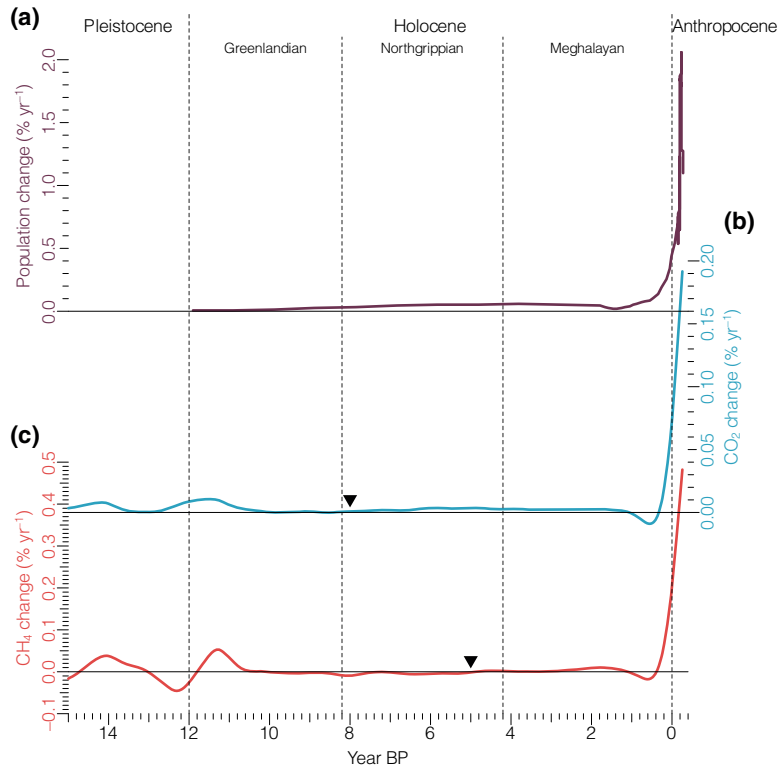 (a)
Pleistocene
Holocene
Anthropocene
Greenlandian
Northgrippian
Meghalayan
Population change (% yr⁻¹)
2.0
1.5
1.0
0.5
0.0
(b)
CO₂ change (% yr⁻¹)
0.20
0.15
0.10
0.05
0.00
(c)
CH₄ change (% yr⁻¹)
0.5
0.4
0.3
0.2
0.1
0.0
−0.1
14
12
10
8
6
4
2
0
Year BP